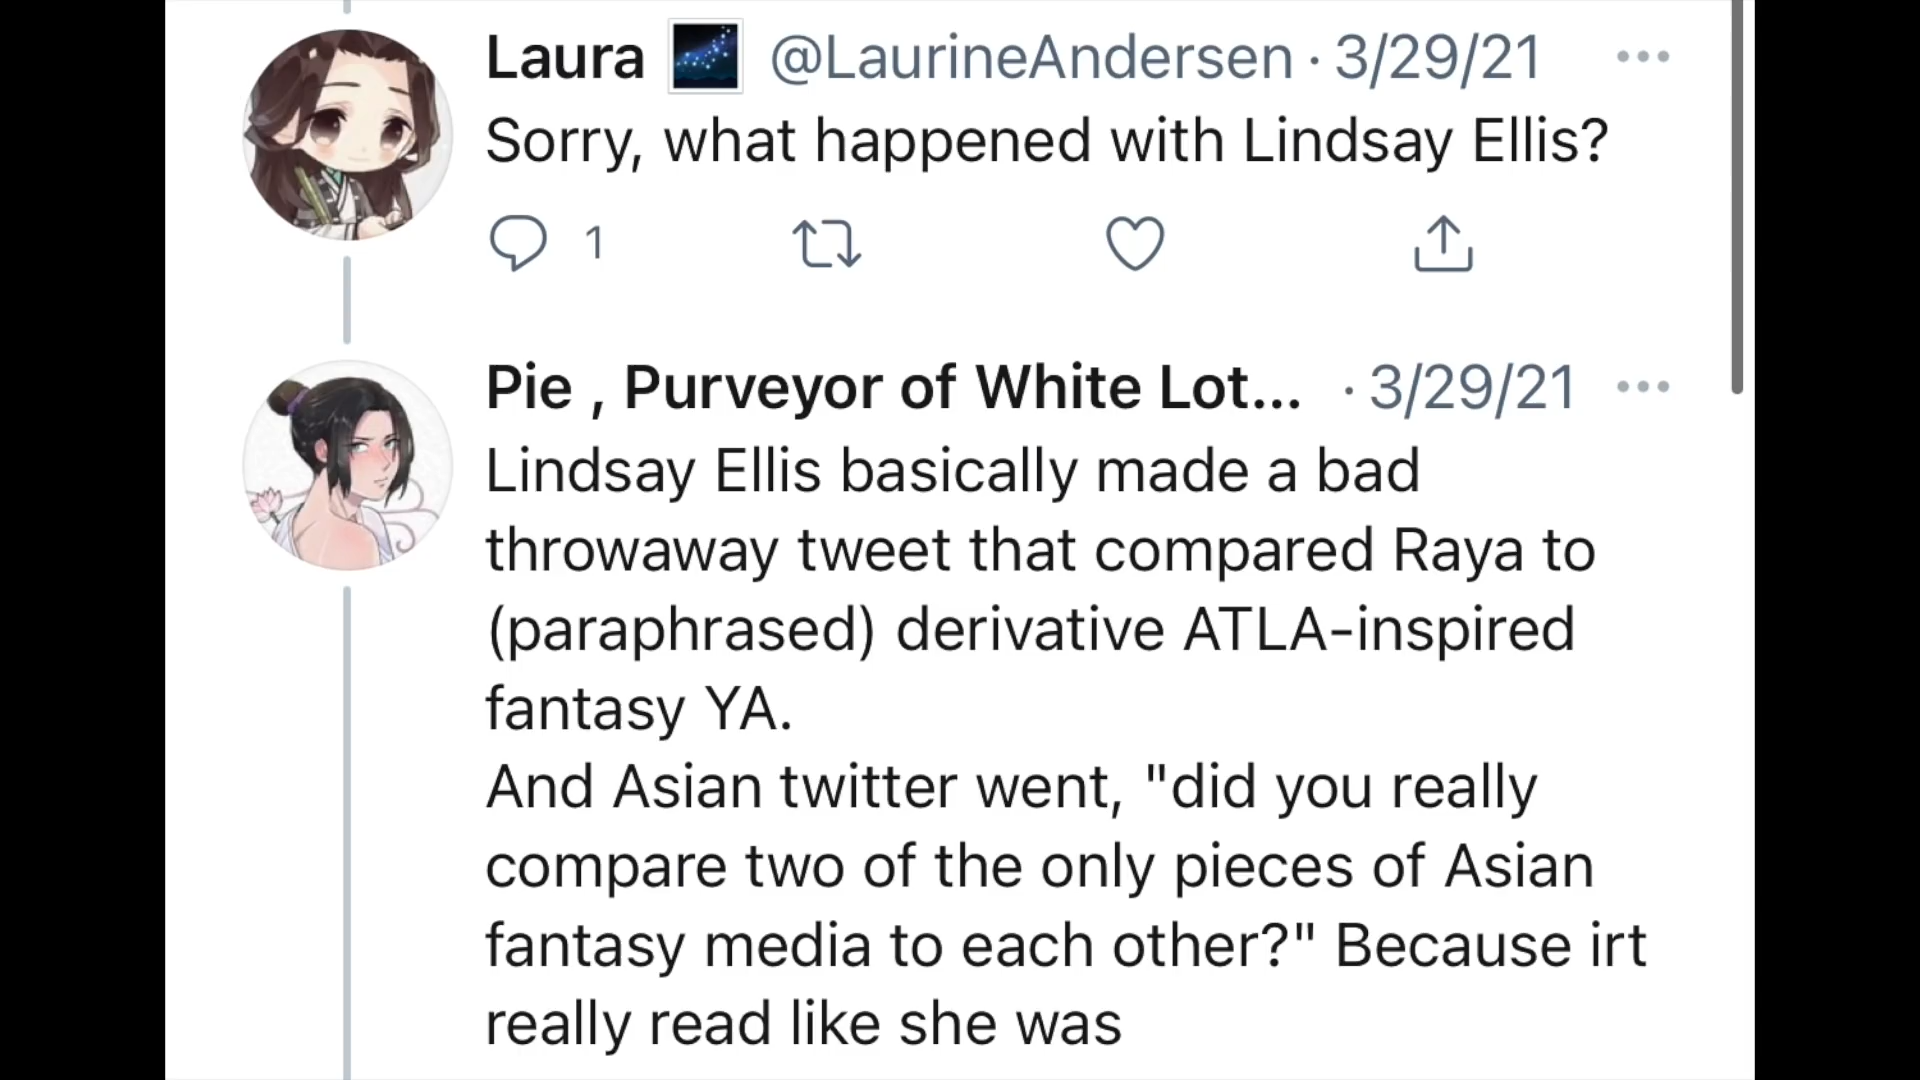 Laura @LaurineAndersen · 3/29/21
Sorry, what happened with Lindsay Ellis?
1
Pie , Purveyor of White Lot... · 3/29/21
Lindsay Ellis basically made a bad
throwaway tweet that compared Raya to
(paraphrased) derivative ATLA-inspired
fantasy YA.
And Asian twitter went, "did you really
compare two of the only pieces of Asian
fantasy media to each other?" Because irt
really read like she was